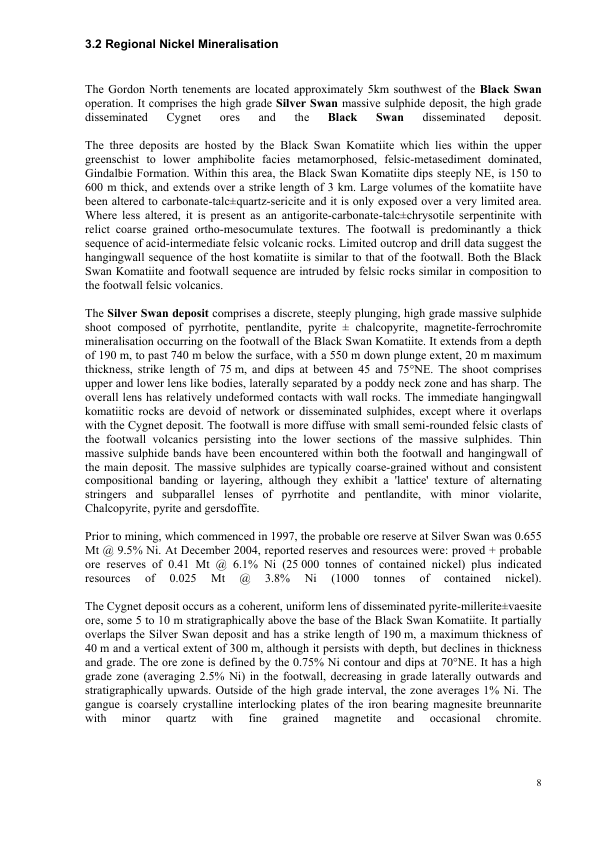 3.2 Regional Nickel Mineralisation
The Gordon North tenements are located approximately 5km southwest of the Black Swan
operation. It comprises the high grade Silver Swan massive sulphide deposit, the high grade
disseminated Cygnet ores and the Black Swan disseminated deposit.
The three deposits are hosted by the Black Swan Komatiite which lies within the upper
greenschist to lower amphibolite facies metamorphosed, felsic-metasediment dominated,
Gindalbie Formation. Within this area, the Black Swan Komatiite dips steeply NE, is 150 to
600 m thick, and extends over a strike length of 3 km. Large volumes of the komatiite have
been altered to carbonate-talc±quartz-sericite and it is only exposed over a very limited area.
Where less altered, it is present as an antigorite-carbonate-talc±chrysotile serpentinite with
relict coarse grained ortho-mesocumulate textures. The footwall is predominantly a thick
sequence of acid-intermediate felsic volcanic rocks. Limited outcrop and drill data suggest the
hangingwall sequence of the host komatiite is similar to that of the footwall. Both the Black
Swan Komatiite and footwall sequence are intruded by felsic rocks similar in composition to
the footwall felsic volcanics.
The Silver Swan deposit comprises a discrete, steeply plunging, high grade massive sulphide
shoot composed of pyrrhotite, pentlandite, pyrite ± chalcopyrite, magnetite-ferrochromite
mineralisation occurring on the footwall of the Black Swan Komatiite. It extends from a depth
of 190 m, to past 740 m below the surface, with a 550 m down plunge extent, 20 m maximum
thickness, strike length of 75 m, and dips at between 45 and 75°NE. The shoot comprises
upper and lower lens like bodies, laterally separated by a poddy neck zone and has sharp. The
overall lens has relatively undeformed contacts with wall rocks. The immediate hangingwall
komatiitic rocks are devoid of network or disseminated sulphides, except where it overlaps
with the Cygnet deposit. The footwall is more diffuse with small semi-rounded felsic clasts of
the footwall volcanics persisting into the lower sections of the massive sulphides. Thin
massive sulphide bands have been encountered within both the footwall and hangingwall of
the main deposit. The massive sulphides are typically coarse-grained without and consistent
compositional banding or layering, although they exhibit a 'lattice' texture of alternating
stringers and subparallel lenses of pyrrhotite and pentlandite, with minor violarite,
Chalcopyrite, pyrite and gersdoffite.
Prior to mining, which commenced in 1997, the probable ore reserve at Silver Swan was 0.655
Mt @ 9.5% Ni. At December 2004, reported reserves and resources were: proved + probable
ore reserves of 0.41 Mt @ 6.1% Ni (25 000 tonnes of contained nickel) plus indicated
resources of 0.025 Mt @ 3.8% Ni (1000 tonnes of contained nickel).
The Cygnet deposit occurs as a coherent, uniform lens of disseminated pyrite-millerite±vaesite
ore, some 5 to 10 m stratigraphically above the base of the Black Swan Komatiite. It partially
overlaps the Silver Swan deposit and has a strike length of 190 m, a maximum thickness of
40 m and a vertical extent of 300 m, although it persists with depth, but declines in thickness
and grade. The ore zone is defined by the 0.75% Ni contour and dips at 70°NE. It has a high
grade zone (averaging 2.5% Ni) in the footwall, decreasing in grade laterally outwards and
stratigraphically upwards. Outside of the high grade interval, the zone averages 1% Ni. The
gangue is coarsely crystalline interlocking plates of the iron bearing magnesite breunnarite
with minor quartz with fine grained magnetite and occasional chromite.
8